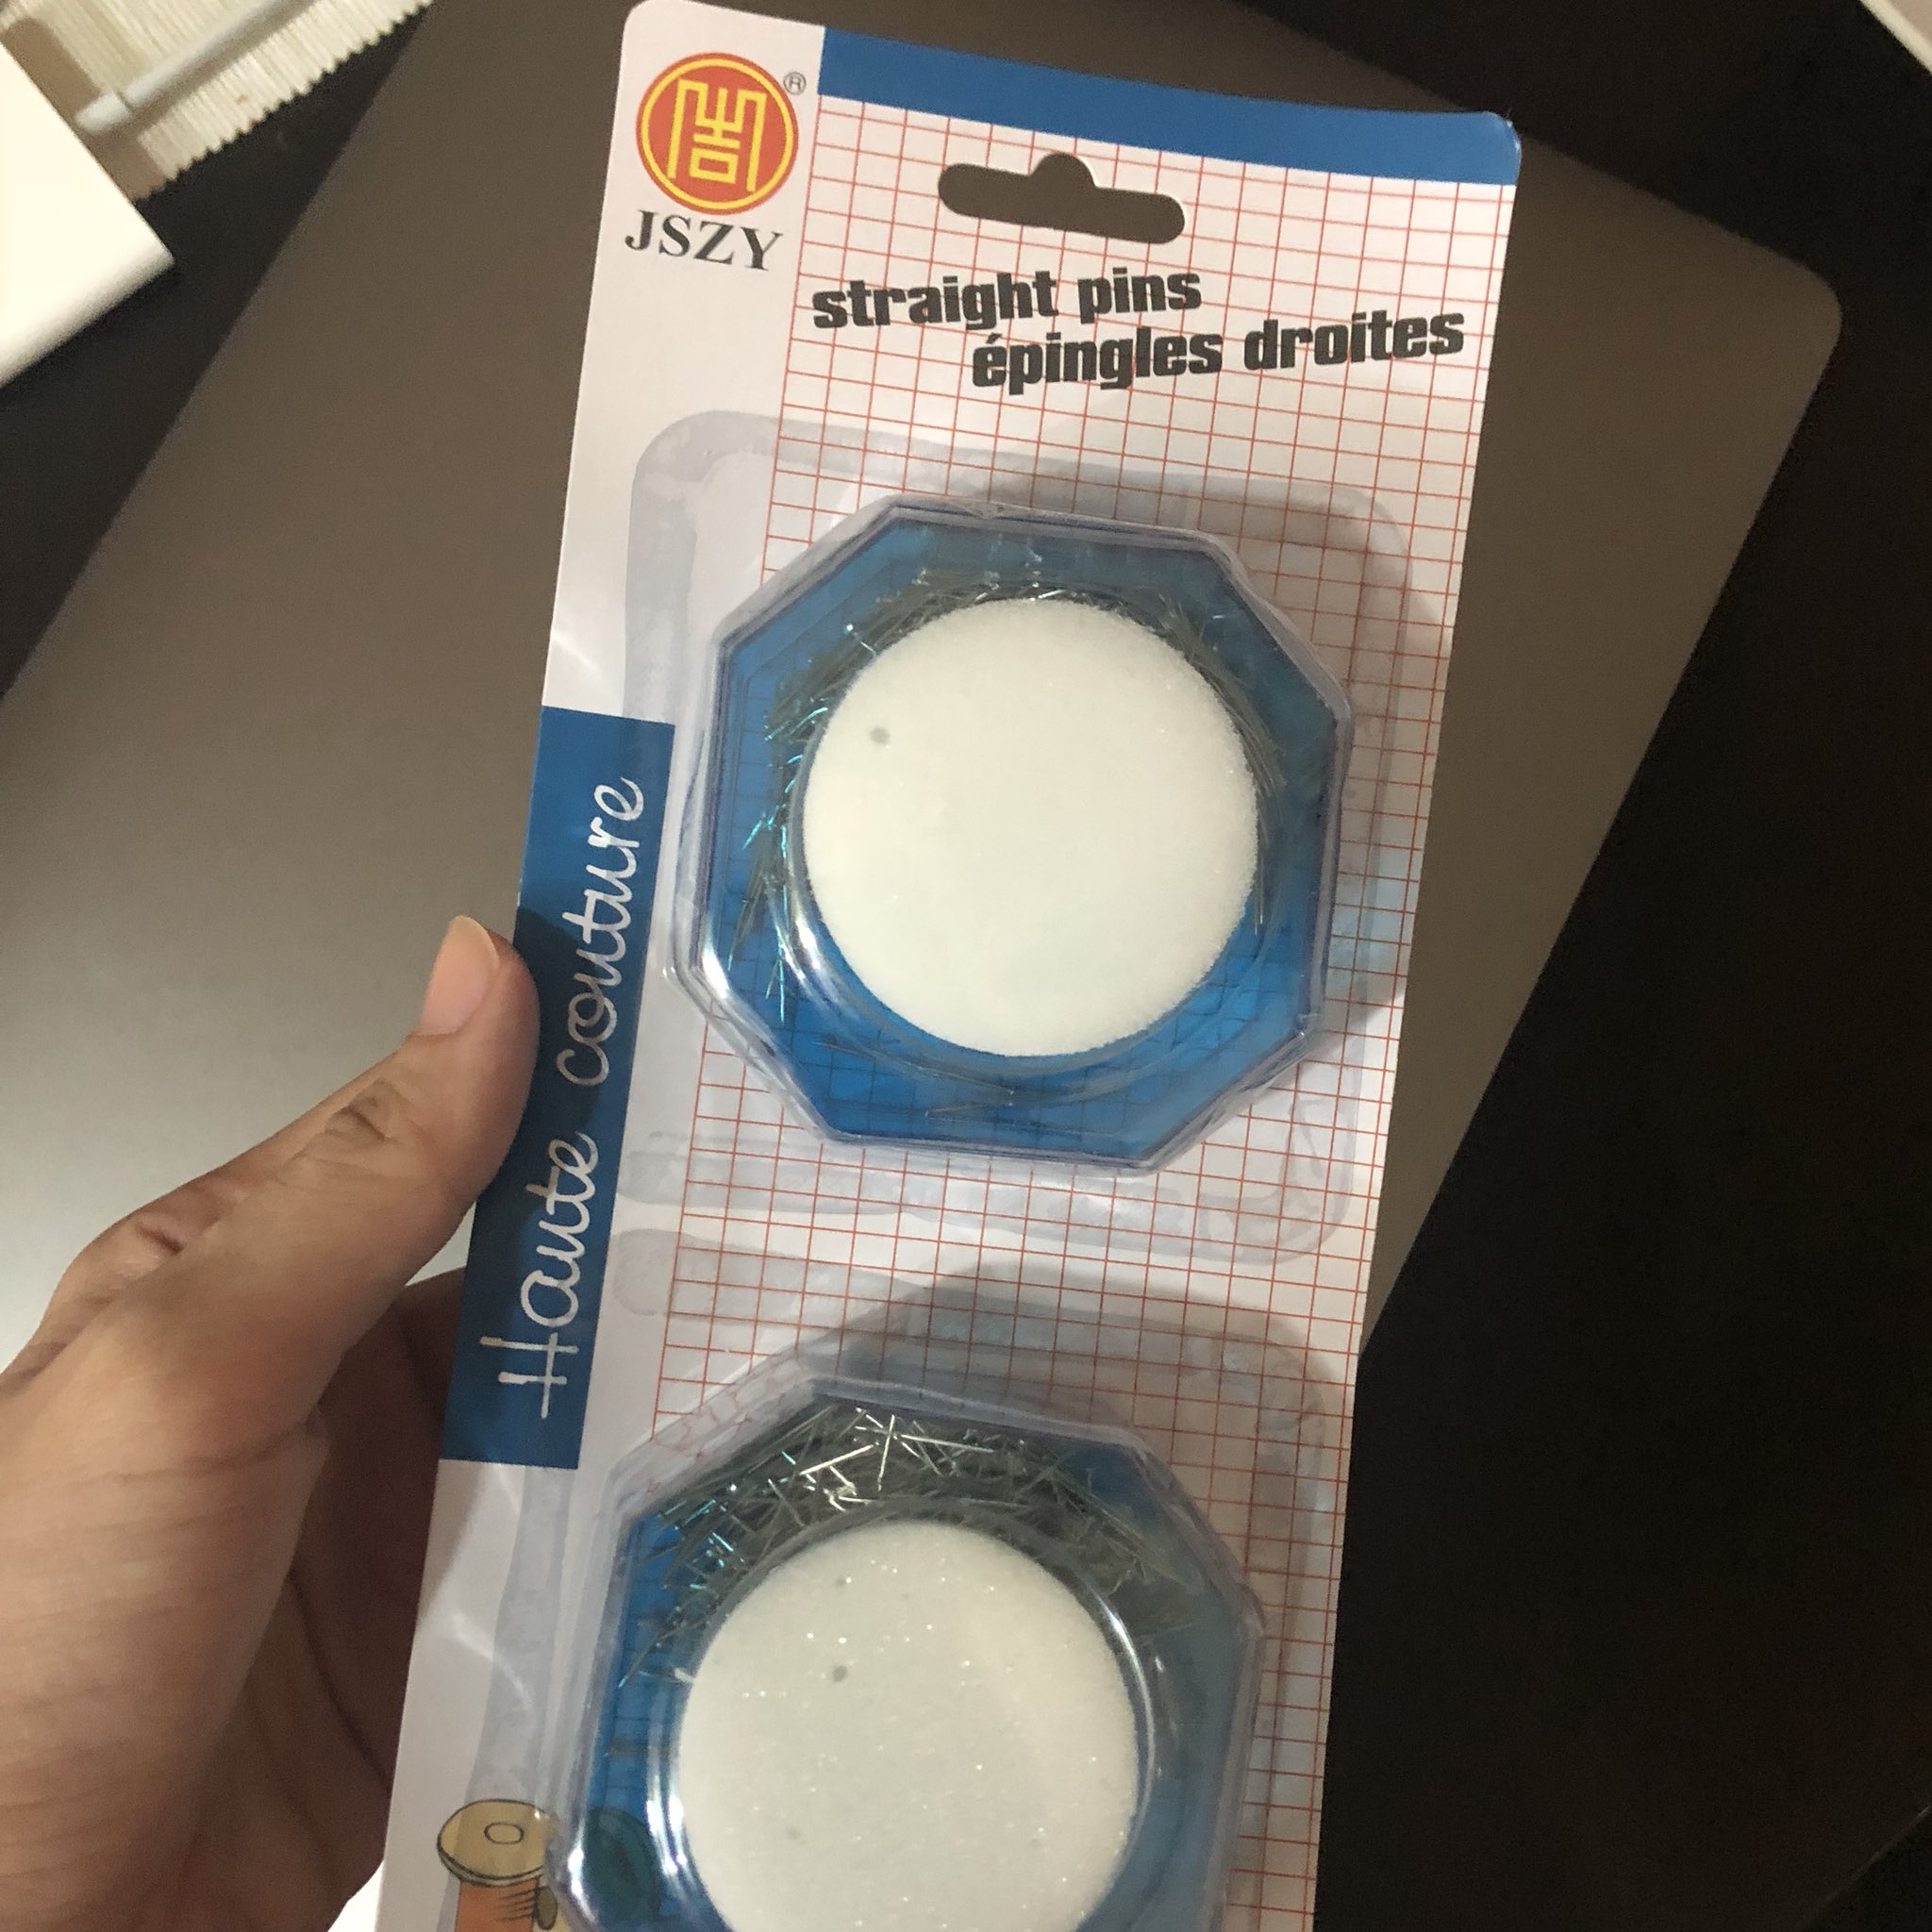 ®
JSZY
straight pins
épingles droites
Haute couture